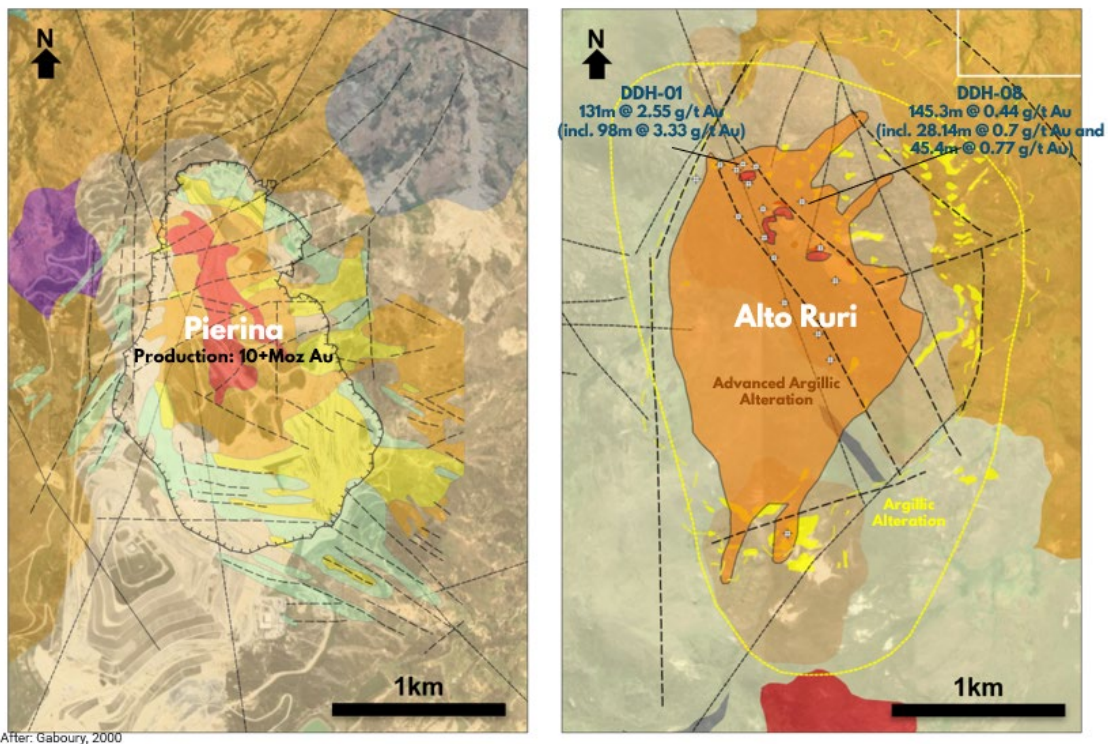 N
Pierina
Production: 10+Moz Au
1km
After: Gaboury, 2000
N
DDH-01
131m @ 2.55 g/t Au
(incl. 98m @ 3.33 g/t Au)
DDH-08
145.3m @ 0.44 g/t Au
(incl. 28.14m @ 0.7 g/t Au and
45.4m @ 0.77 g/t Au)
Alto Ruri
Advanced Argillic
Alteration
Argillic
Alteration
1km